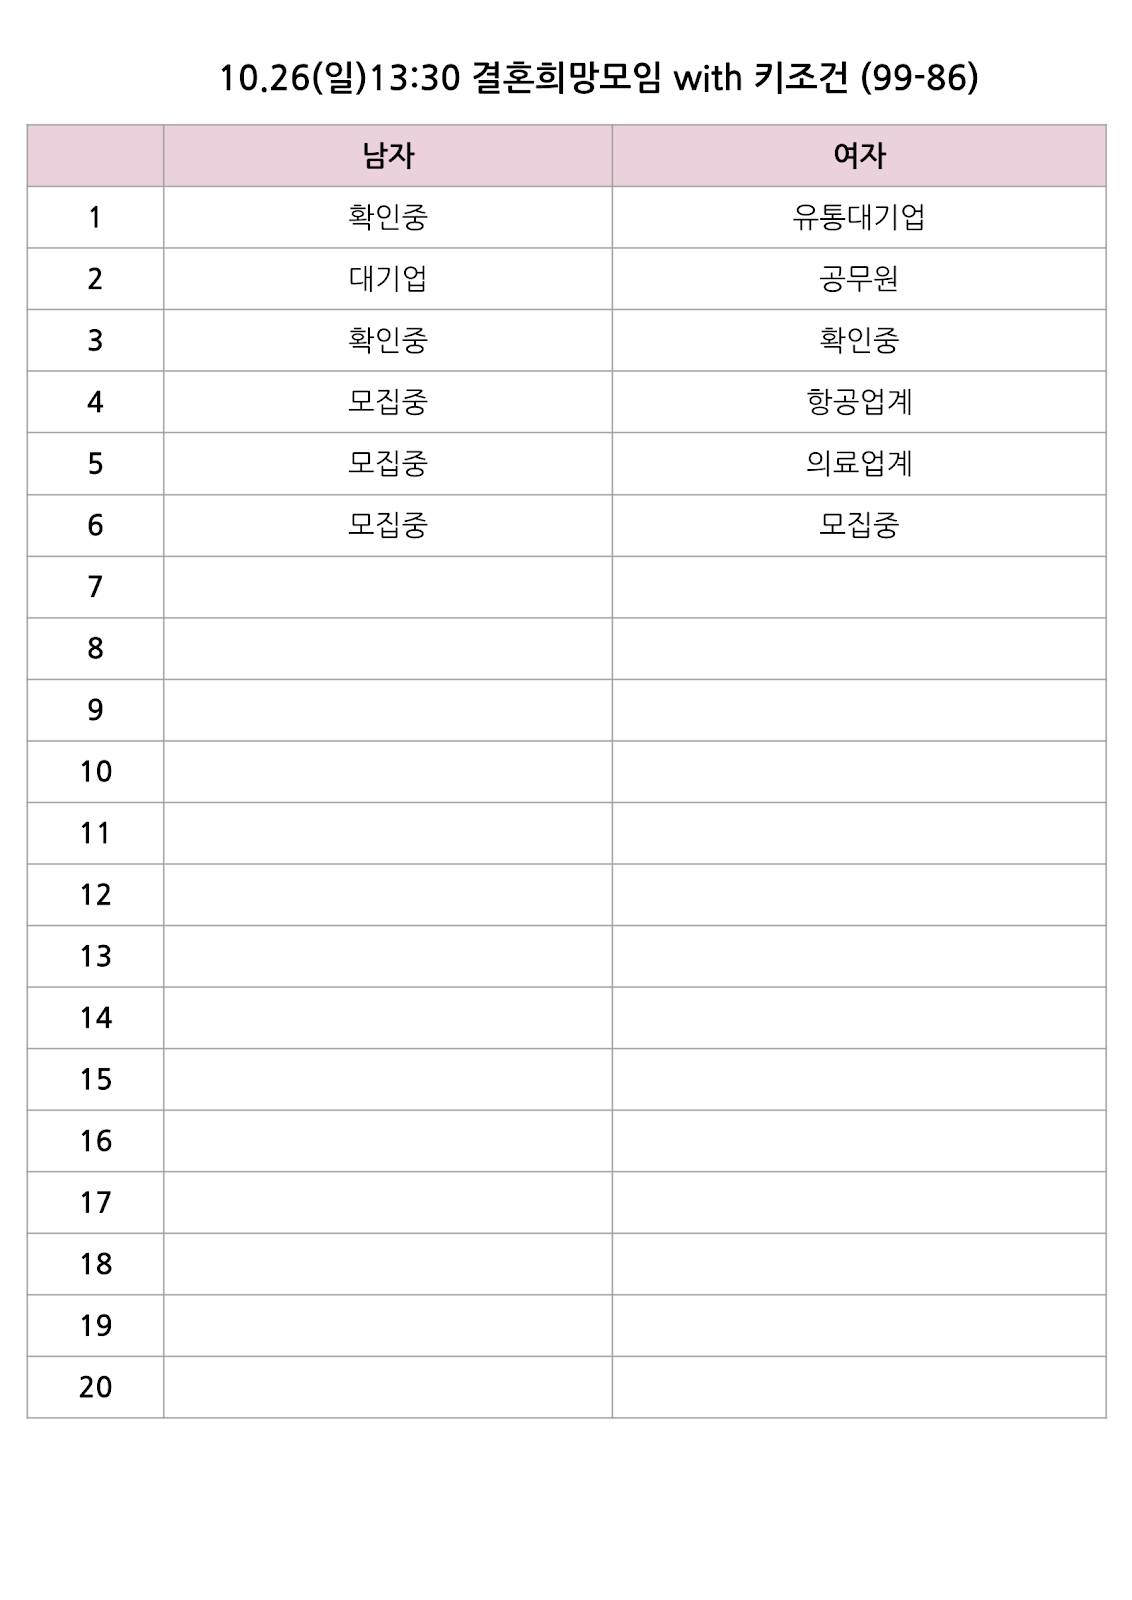 10.26(일)13:30 결혼희망모임 with 키조건 (99-86)
남자 여자
1 확인중 유통대기업
2 대기업 공무원
3 확인중 확인중
4 모집중 항공업계
5 모집중 의료업계
6 모집중 모집중
7
8
9
10
11
12
13
14
15
16
17
18
19
20